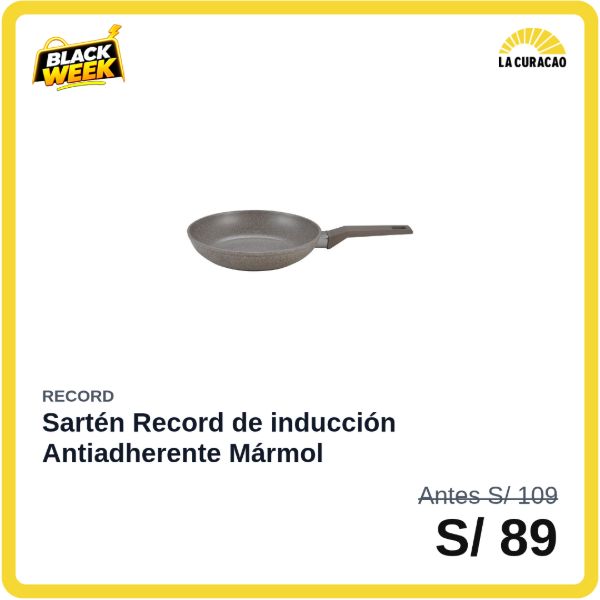 BLACK
WEEK
LA CURACAO
RECORD
Sartén Record de inducción
Antiadherente Mármol
Antes S/ 109
S/ 89